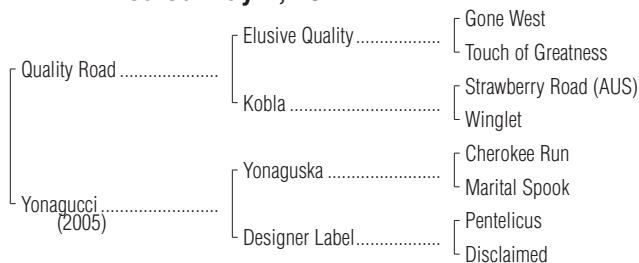 Gone West
Elusive Quality ....................
Touch of Greatness
Quality Road .......................
Strawberry Road (AUS)
Kobla ...................................
Winglet
Cherokee Run
Yonaguska ..........................
Marital Spook
Yonagucci ...........................
(2005)
Pentelicus
Designer Label ....................
Disclaimed